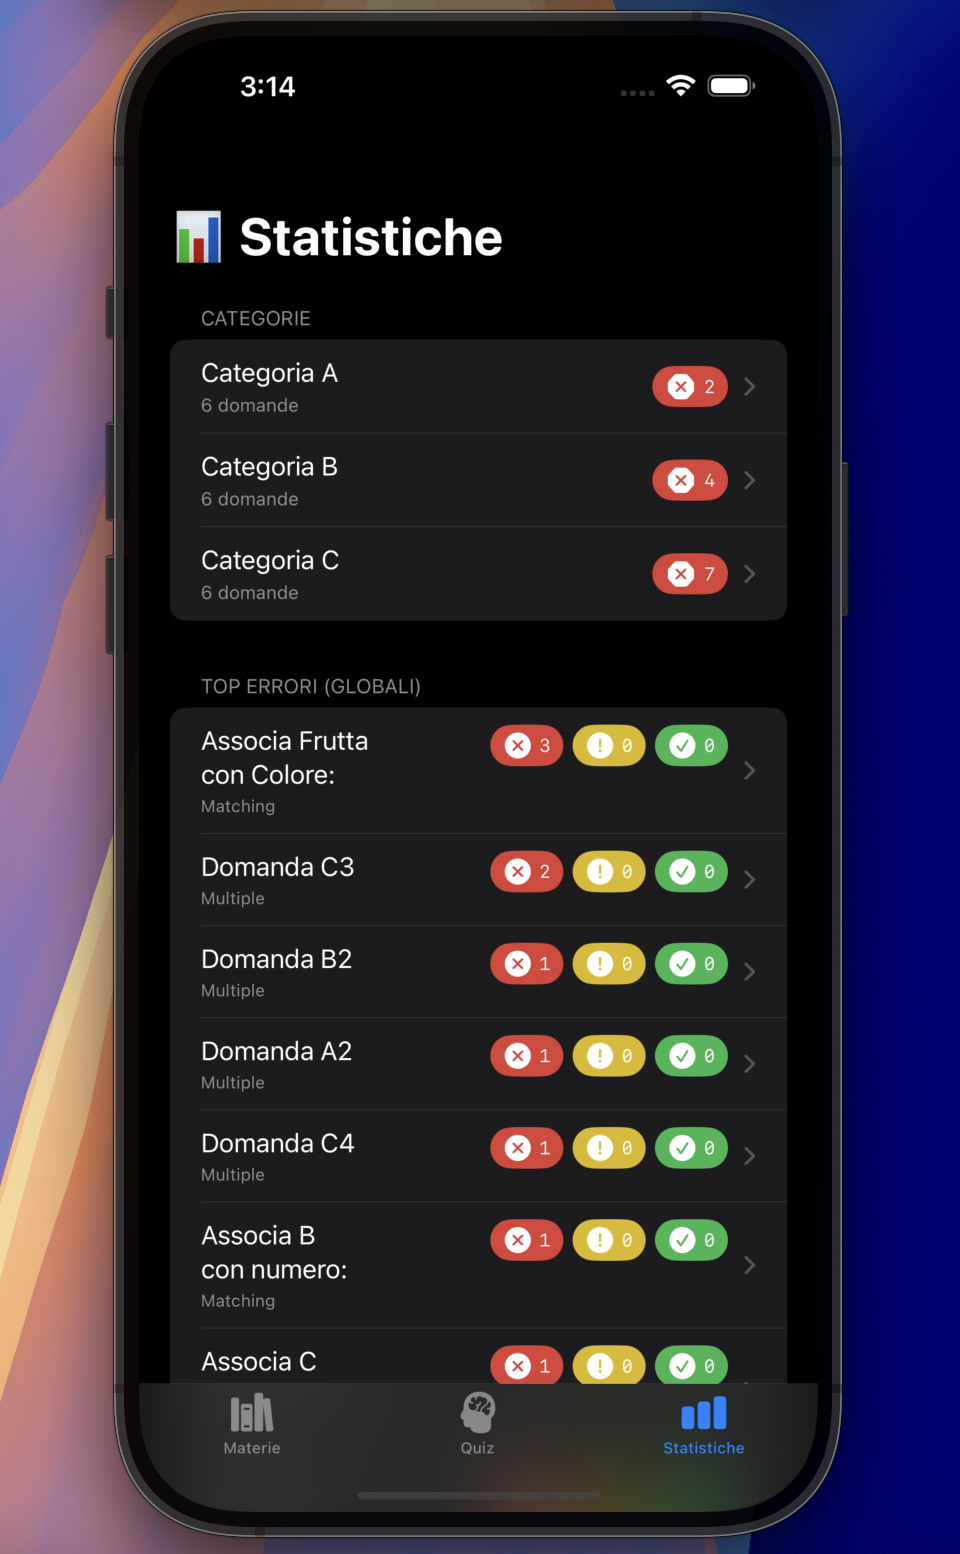 3:14
Statistiche
CATEGORIE
Categoria A
2
6 domande
Categoria B
4
6 domande
Categoria C
7
6 domande
TOP ERRORI (GLOBALI)
Associa Frutta
con Colore:
3 0 0
Matching
Domanda C3
2 0 0
Multiple
Domanda B2
1 0 0
Multiple
Domanda A2
1 0 0
Multiple
Domanda C4
1 0 0
Multiple
Associa B
con numero:
1 0 0
Matching
Associa C
1 0 0
Materie
Quiz
Statistiche